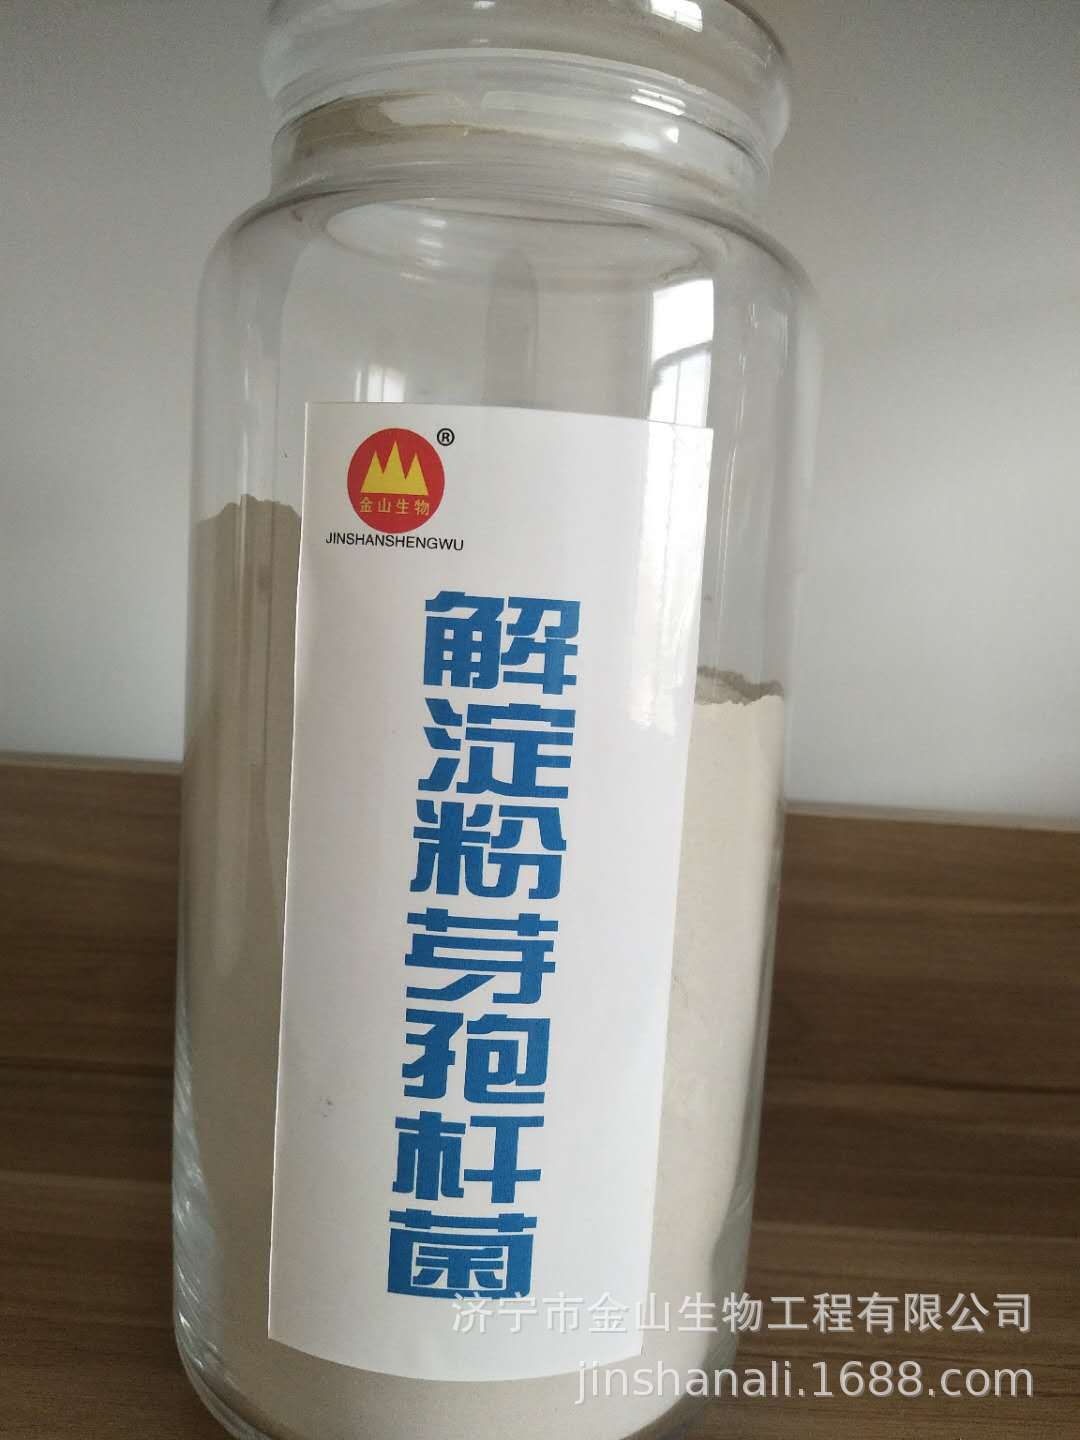 ®
金山生物
JINSHANSHENGWU
解淀粉芽孢杆菌
济宁市金山生物工程有限公司
jinshanali.1688.com